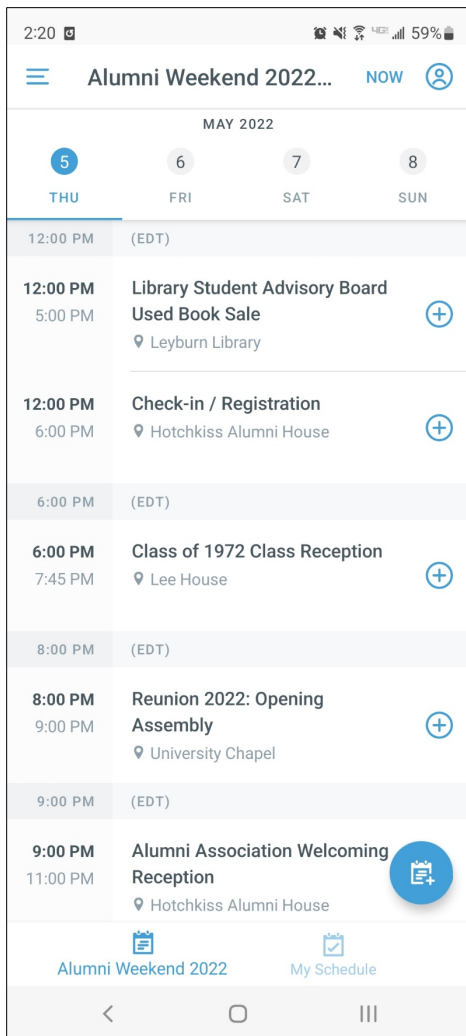 2:20 4GE 59%
Alumni Weekend 2022... NOW
MAY 2022
5 6 7 8
THU FRI SAT SUN
12:00 PM (EDT)
12:00 PM Library Student Advisory Board
5:00 PM Used Book Sale
Leyburn Library
12:00 PM Check-in / Registration
6:00 PM Hotchkiss Alumni House
6:00 PM (EDT)
6:00 PM Class of 1972 Class Reception
7:45 PM Lee House
8:00 PM (EDT)
8:00 PM Reunion 2022: Opening
9:00 PM Assembly
University Chapel
9:00 PM (EDT)
9:00 PM Alumni Association Welcoming
11:00 PM Reception
Hotchkiss Alumni House
Alumni Weekend 2022 My Schedule